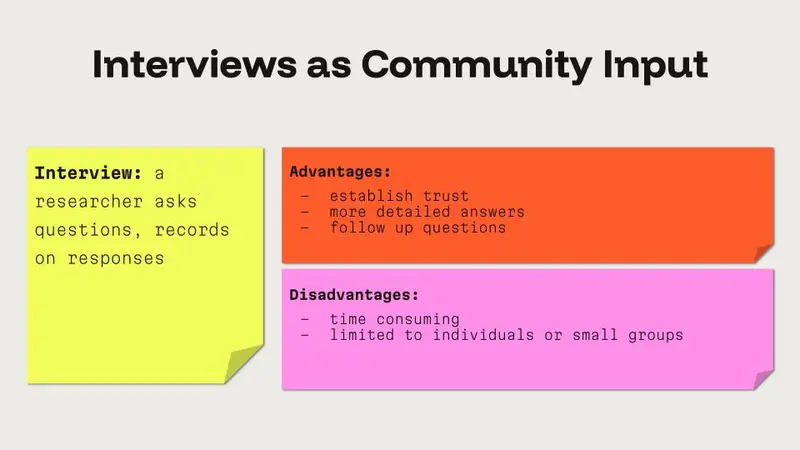 Interviews as Community Input
Interview: a
researcher asks
questions, records
on responses
Advantages:
- establish trust
- more detailed answers
- follow up questions
Disadvantages:
- time consuming
- limited to individuals or small groups